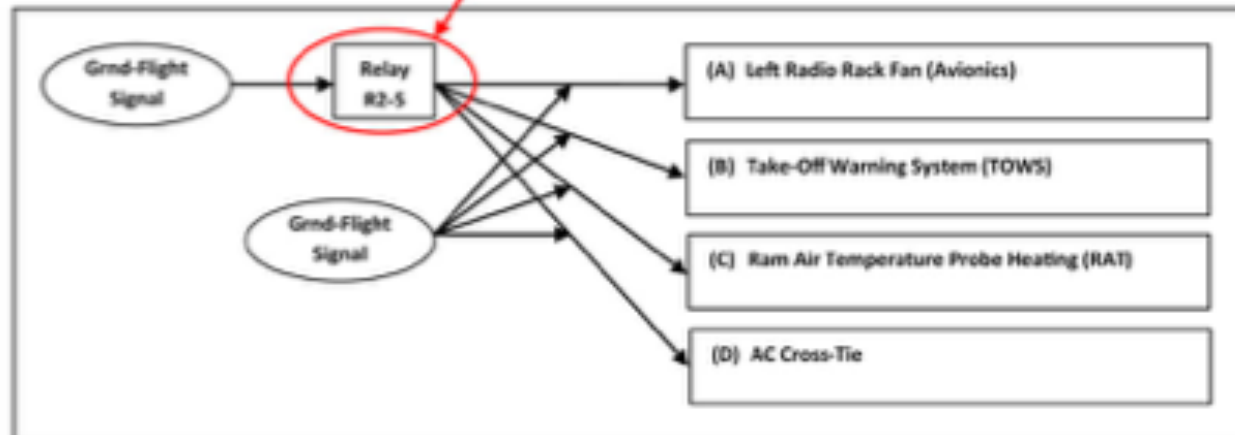 Grnd-Flight
Signal
Relay
R2-5
(A) Left Radio Rack Fan (Avionics)
(B) Take-Off Warning System (TOWS)
Grnd-Flight
Signal
(C) Ram Air Temperature Probe Heating (RAT)
(D) AC Cross-Tie